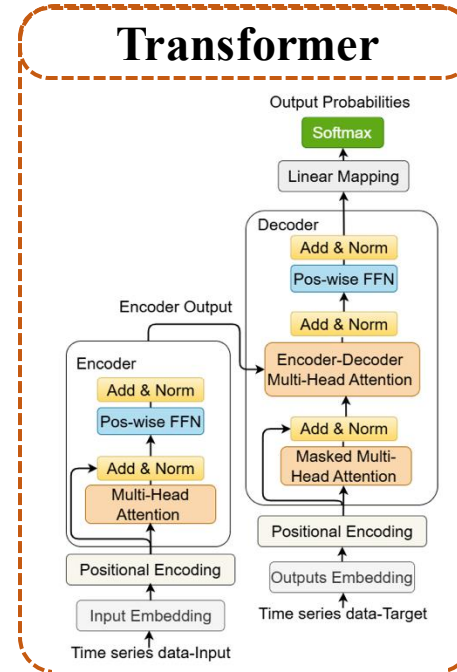 Transformer
Output Probabilities
Softmax
Linear Mapping
Decoder
Add & Norm
Pos-wise FFN
Add & Norm
Encoder-Decoder
Multi-Head Attention
Add & Norm
Masked Multi-
Head Attention
Positional Encoding
Outputs Embedding
Time series data-Target
Encoder Output
Encoder
Add & Norm
Pos-wise FFN
Add & Norm
Multi-Head
Attention
Positional Encoding
Input Embedding
Time series data-Input